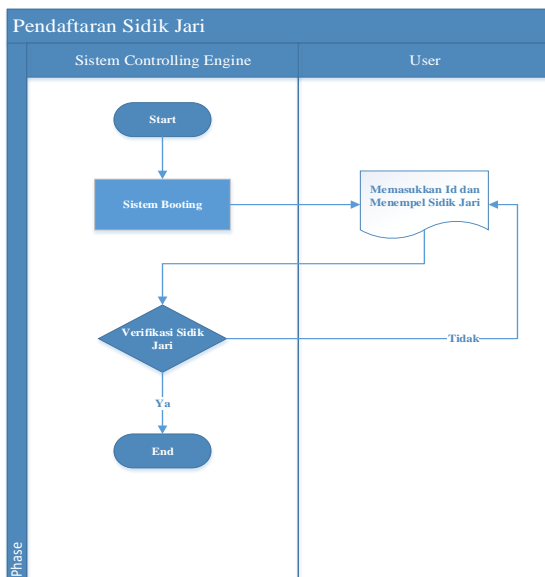 Pendaftaran Sidik Jari
Sistem Controlling Engine
User
Start
Sistem Booting
Memasukkan Id dan
Menempel Sidik Jari
Verifikasi Sidik
Jari
Tidak
Ya
End
Phase